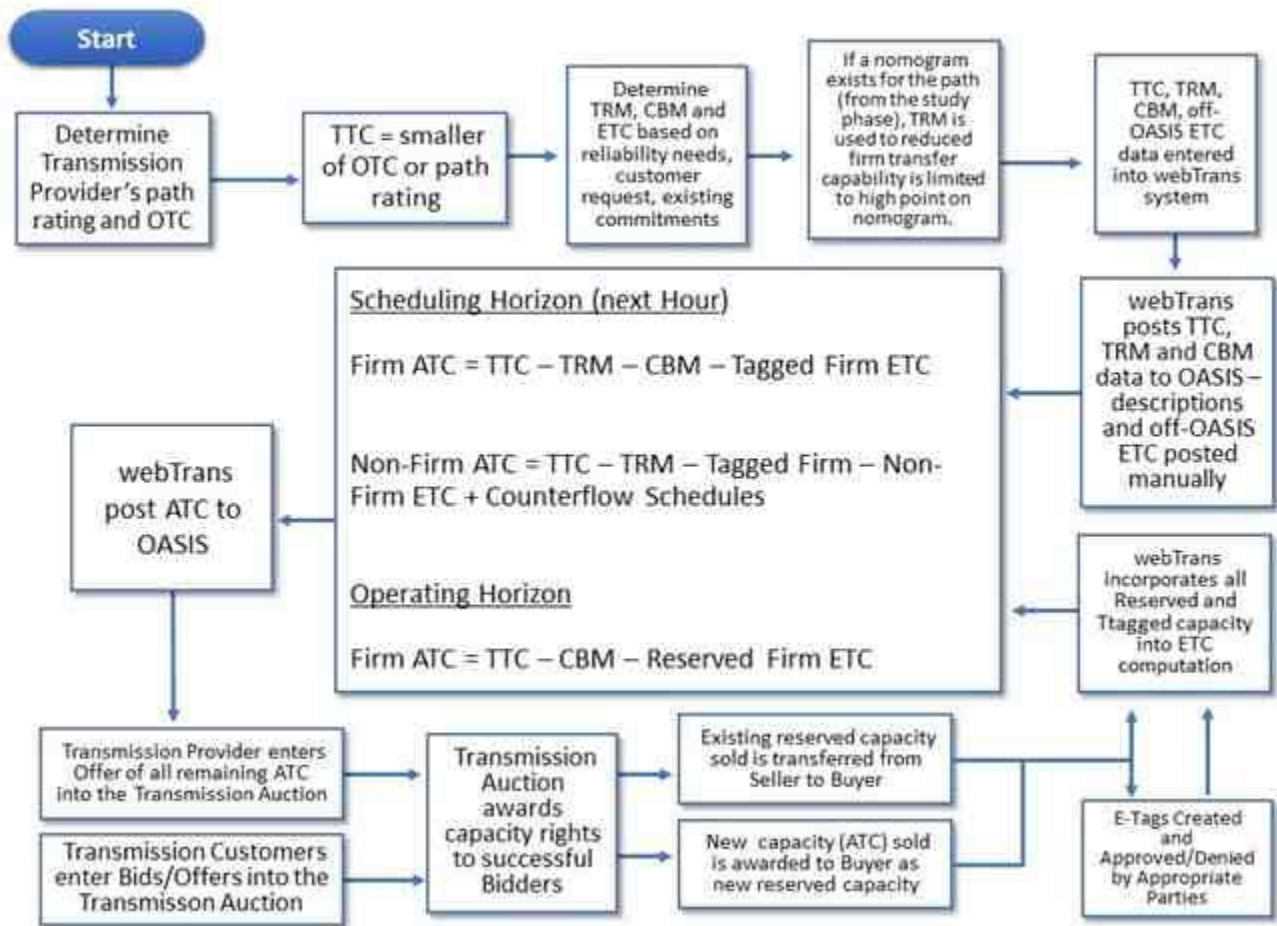 Start
Determine
Transmission
Provider's path
rating and OTC
TTC = smaller
of OTC or path
rating
Determine
TRM, CBM and
ETC based on
reliability needs,
customer
request, existing
commitments
If a nomogram
exists for the path
(from the study
phase), TRM is
used to reduced
firm transfer
capability is limited
to high point on
nomogram.
TTC, TRM,
CBM, off-
OASIS ETC
data entered
into webTrans
system
webTrans
posts TTC,
TRM and CBM
data to OASIS –
descriptions
and off-OASIS
ETC posted
manually
Scheduling Horizon (next Hour)
Firm ATC = TTC – TRM – CBM – Tagged Firm ETC
Non-Firm ATC = TTC – TRM – Tagged Firm – Non-
Firm ETC + Counterflow Schedules
Operating Horizon
Firm ATC = TTC – CBM – Reserved Firm ETC
webTrans
post ATC to
OASIS
webTrans
Incorporates all
Reserved and
Ttagged capacity
into ETC
computation
Transmission Provider enters
Offer of all remaining ATC
into the Transmission Auction
Transmission Customers
enter Bids/Offers into the
Transmisson Auction
Transmission
Auction
awards
capacity rights
to successful
Bidders
Existing reserved capacity
sold is transferred from
Seller to Buyer
New capacity (ATC) sold
is awarded to Buyer as
new reserved capacity
E-Tags Created
and
Approved/Denied
by Appropriate
Parties